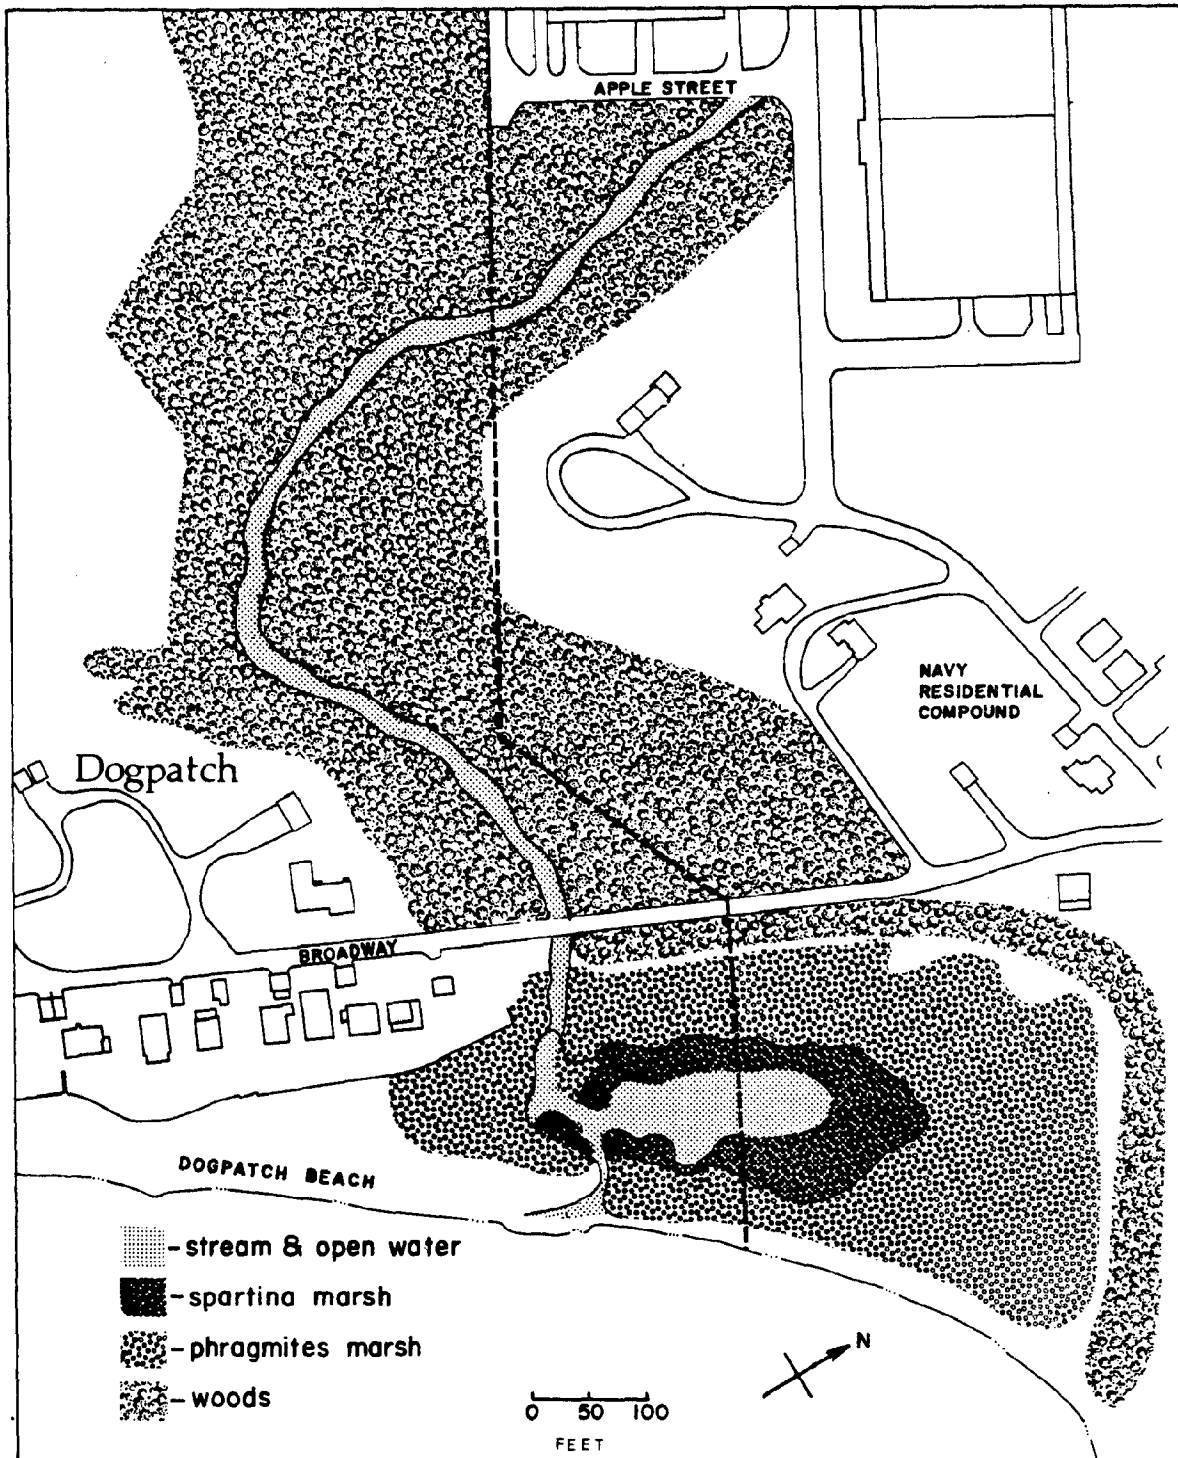 APPLE STREET
NAVY
RESIDENTIAL
COMPOUND
Dogpatch
BROADWAY
DOGPATCH BEACH
- stream & open water
- spartina marsh
- phragmites marsh
- woods
N
0 50 100
FEET